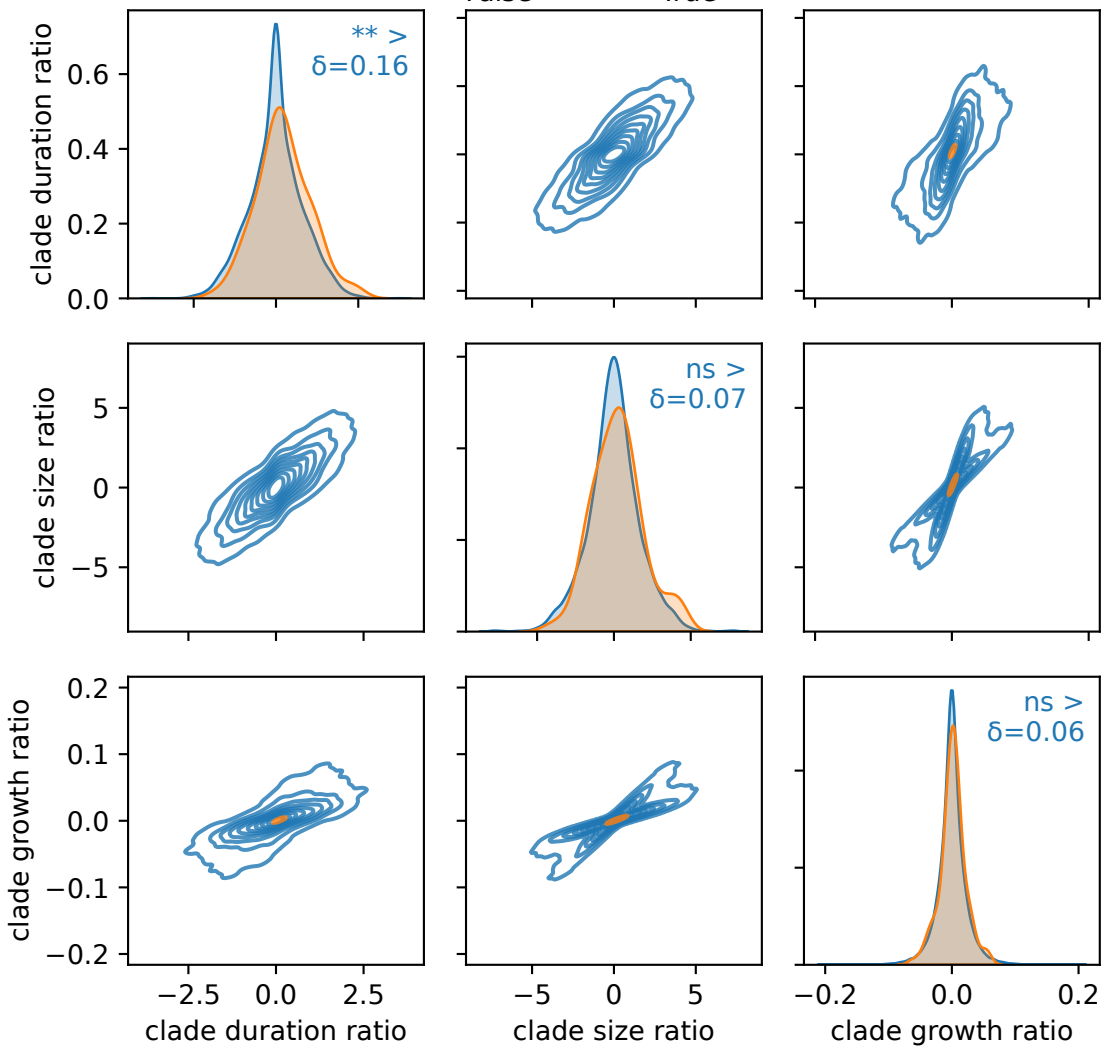 clade duration ratio
0.6
0.4
0.2
0.0
** >
δ=0.16
clade size ratio
5
0
−5
ns >
δ=0.07
clade growth ratio
0.2
0.1
0.0
−0.1
−0.2
ns >
δ=0.06
−2.5 0.0 2.5
−5 0 5
−0.2 0.0 0.2
clade duration ratio
clade size ratio
clade growth ratio